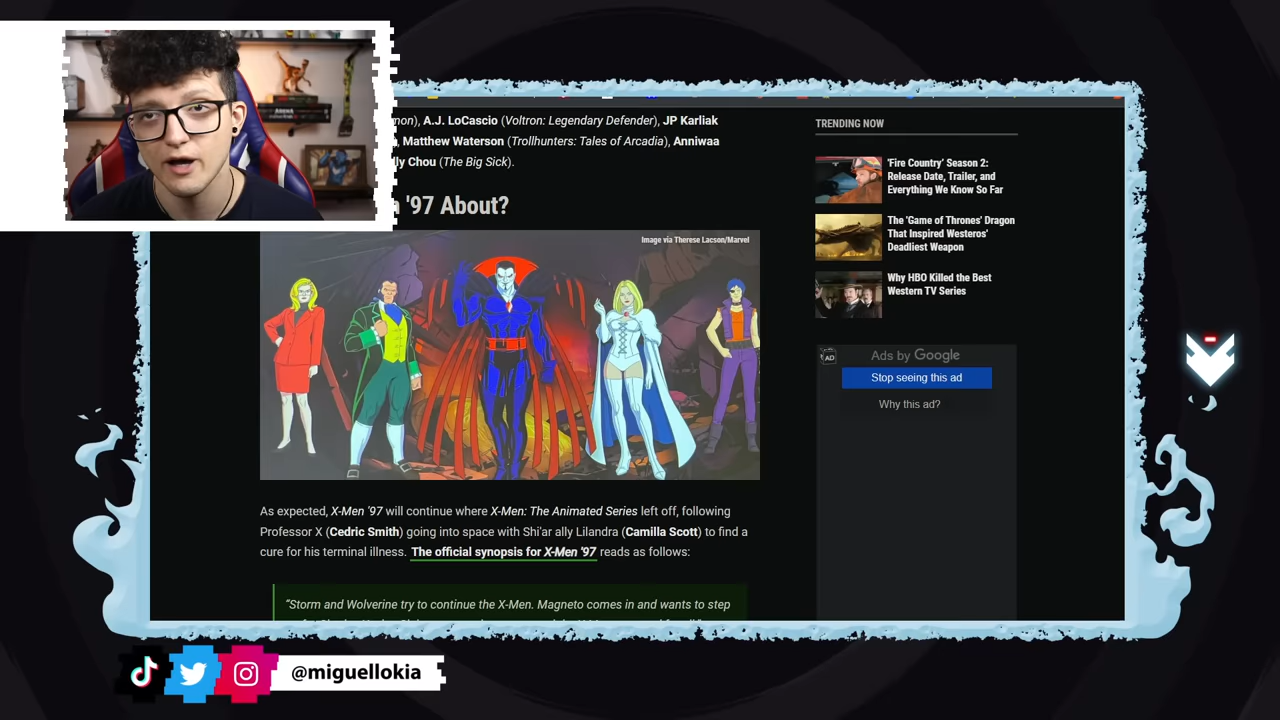 mon), A.J. LoCascio (Voltron: Legendary Defender), JP Karliak
, Matthew Waterson (Trollhunters: Tales of Arcadia), Anniwaa
lly Chou (The Big Sick).
'97 About?
Image via Therese Lacson/Marvel
As expected, X-Men '97 will continue where X-Men: The Animated Series left off, following
Professor X (Cedric Smith) going into space with Shi'ar ally Lilandra (Camilla Scott) to find a
cure for his terminal illness. The official synopsis for X-Men '97 reads as follows:
"Storm and Wolverine try to continue the X-Men. Magneto comes in and wants to step
TRENDING NOW
'Fire Country' Season 2:
Release Date, Trailer, and
Everything We Know So Far
The 'Game of Thrones' Dragon
That Inspired Westeros'
Deadliest Weapon
Why HBO Killed the Best
Western TV Series
AD
Ads by Google
Stop seeing this ad
Why this ad?
@miguellokia